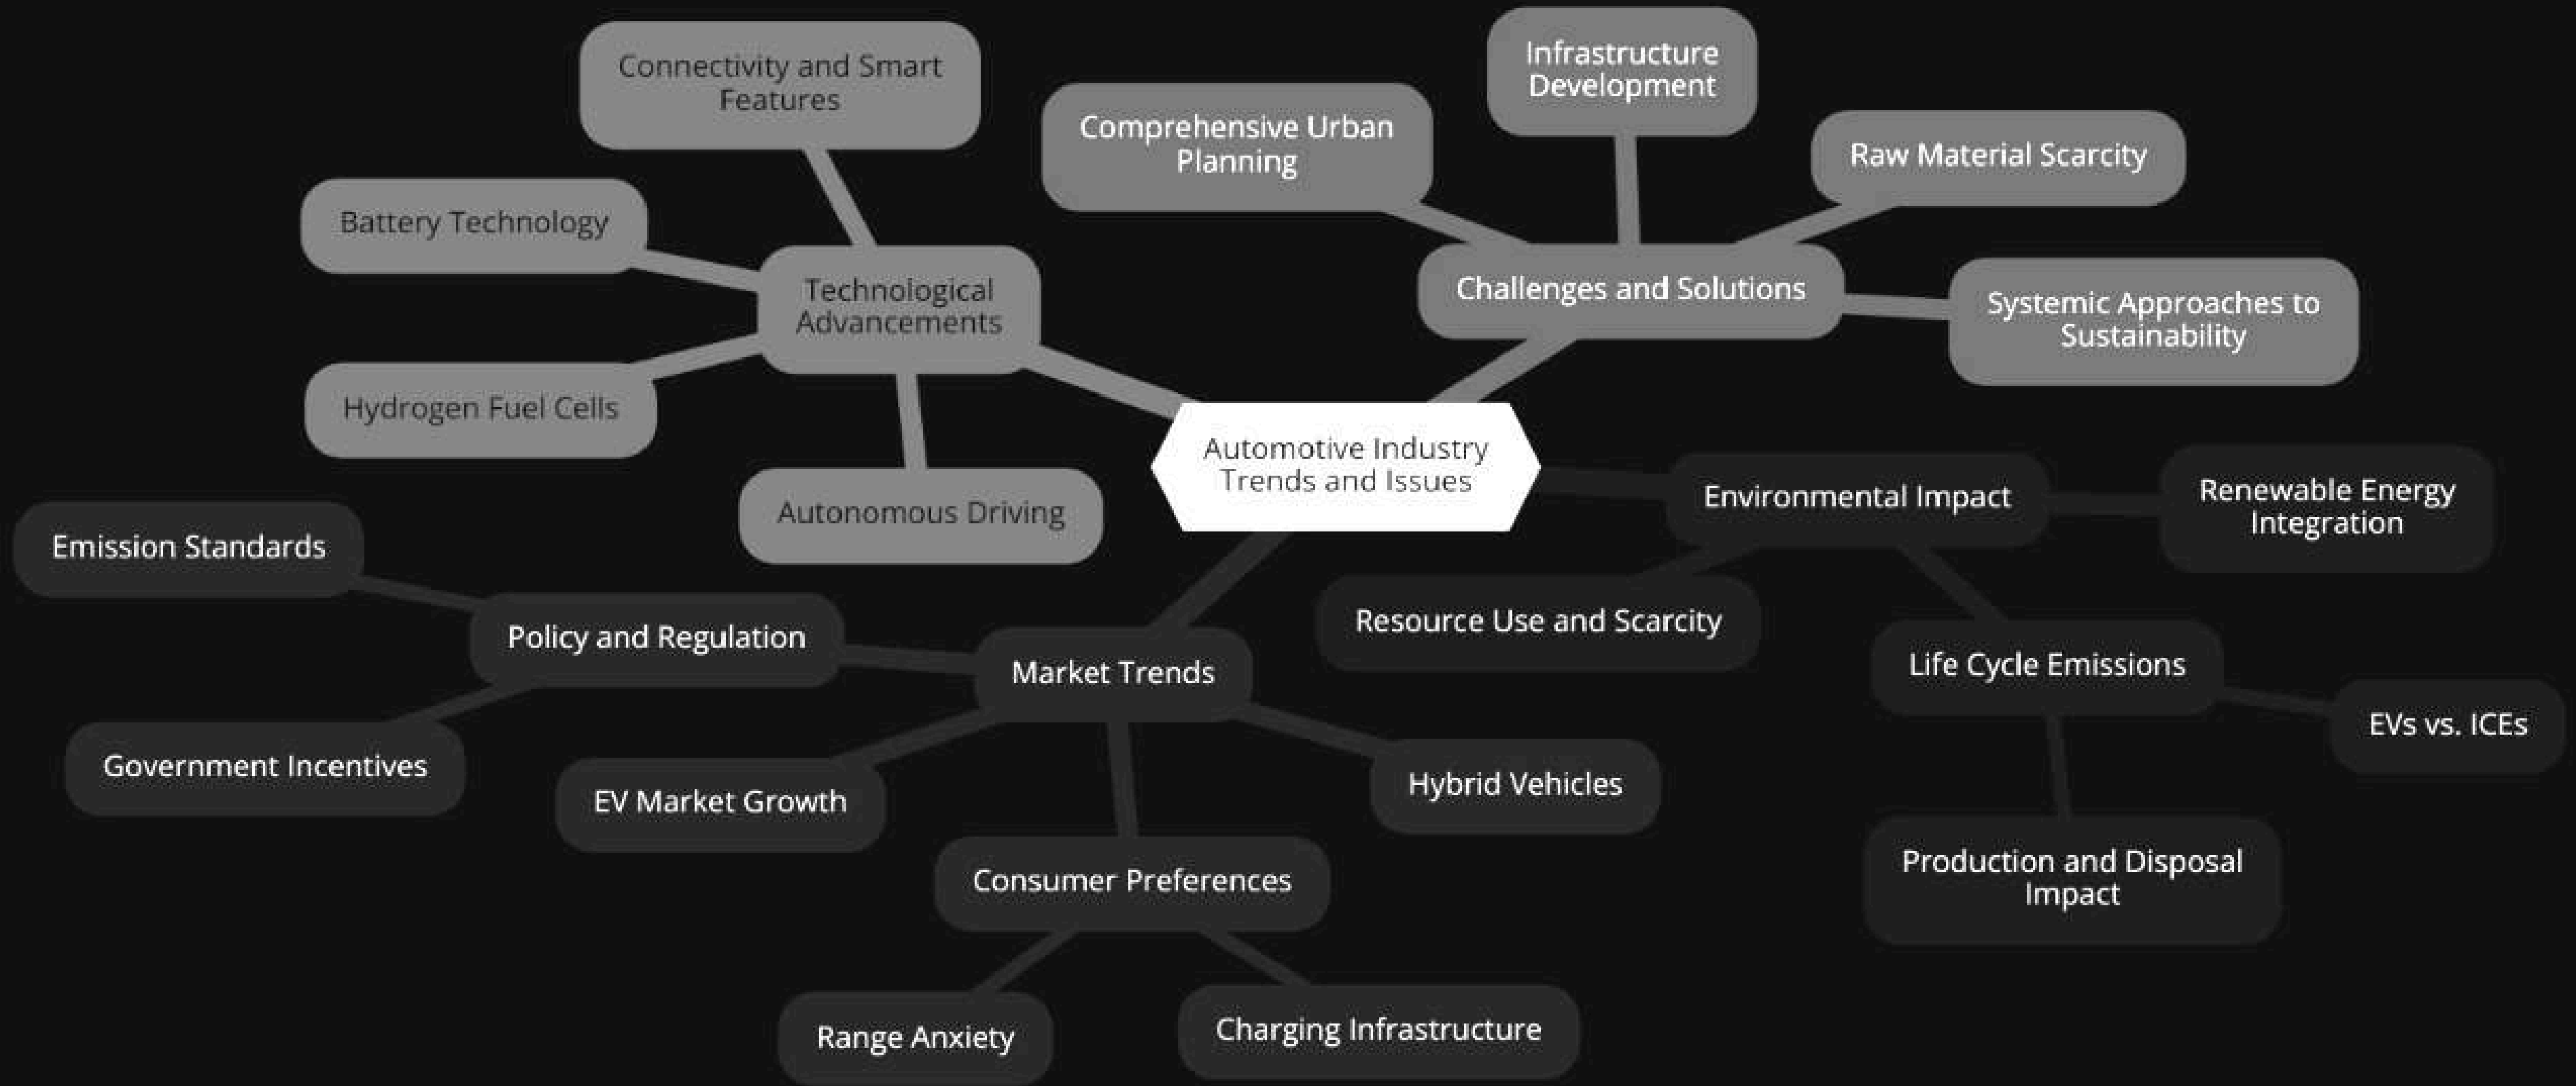 Connectivity and Smart
Features
Battery Technology
Technological
Advancements
Hydrogen Fuel Cells
Autonomous Driving
Infrastructure
Development
Comprehensive Urban
Planning
Raw Material Scarcity
Challenges and Solutions
Systemic Approaches to
Sustainability
Automotive Industry
Trends and Issues
Environmental Impact
Renewable Energy
Integration
Resource Use and Scarcity
Life Cycle Emissions
EVs vs. ICEs
Production and Disposal
Impact
Emission Standards
Policy and Regulation
Government Incentives
Market Trends
EV Market Growth
Hybrid Vehicles
Consumer Preferences
Range Anxiety
Charging Infrastructure